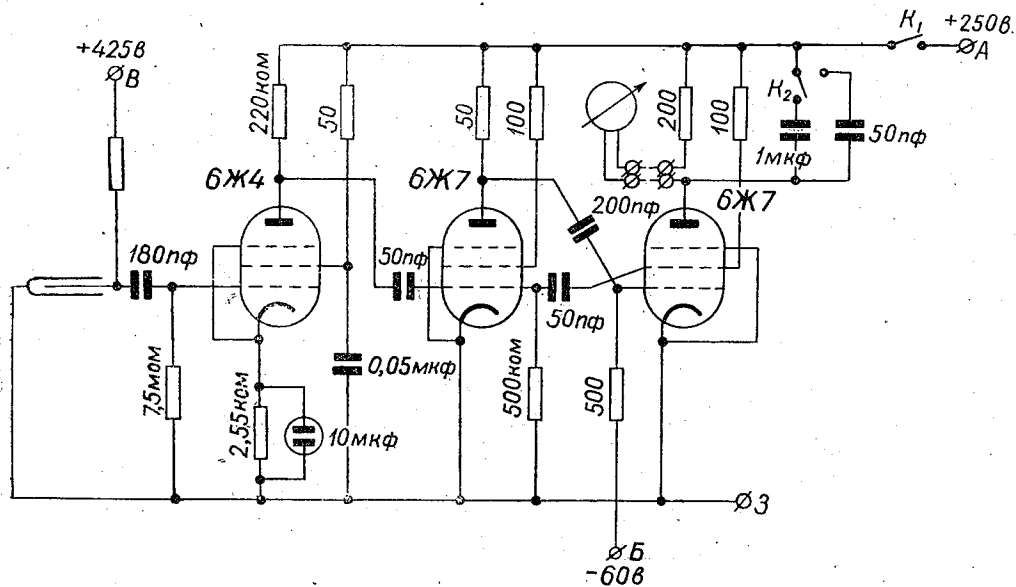 +425в
В
220ком
50
6Ж4
180пф
7,5мом
2,55ком
10мкф
0,05мкф
50
100
6Ж7
50пф
50пф
500ком
200пф
200
100
6Ж7
500
К₂
1мкф
50пф
К₁
+250в.
А
З
Б
-60в